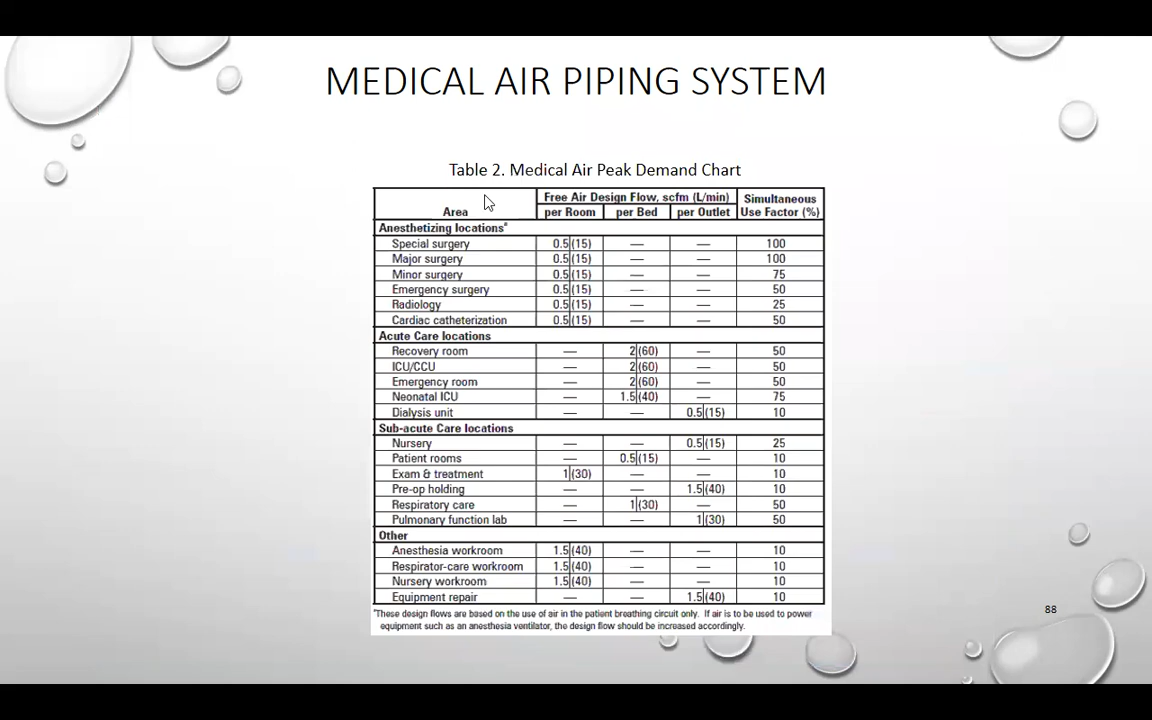 MEDICAL AIR PIPING SYSTEM
Table 2. Medical Air Peak Demand Chart
Area | Free Air Design Flow, scfm (L/min) | Simultaneous Use Factor (%)
per Room | per Bed | per Outlet
Anesthetizing locationsª
Special surgery 0.5 (15) — — 100
Major surgery 0.5 (15) — — 100
Minor surgery 0.5 (15) — — 75
Emergency surgery 0.5 (15) — — 50
Radiology 0.5 (15) — — 25
Cardiac catheterization 0.5 (15) — — 50
Acute Care locations
Recovery room — 2 (60) — 50
ICU/CCU — 2 (60) — 50
Emergency room — 2 (60) — 50
Neonatal ICU — 1.5 (40) — 75
Dialysis unit — — 0.5 (15) 10
Sub-acute Care locations
Nursery — — 0.5 (15) 25
Patient rooms — 0.5 (15) — 10
Exam & treatment 1 (30) — — 10
Pre-op holding — — 1.5 (40) 10
Respiratory care — 1 (30) — 50
Pulmonary function lab — — 1 (30) 50
Other
Anesthesia workroom 1.5 (40) — — 10
Respirator-care workroom 1.5 (40) — — 10
Nursery workroom 1.5 (40) — — 10
Equipment repair — — 1.5 (40) 10
ªThese design flows are based on the use of air in the patient breathing circuit only. If air is to be used to power
equipment such as an anesthesia ventilator, the design flow should be increased accordingly.
88